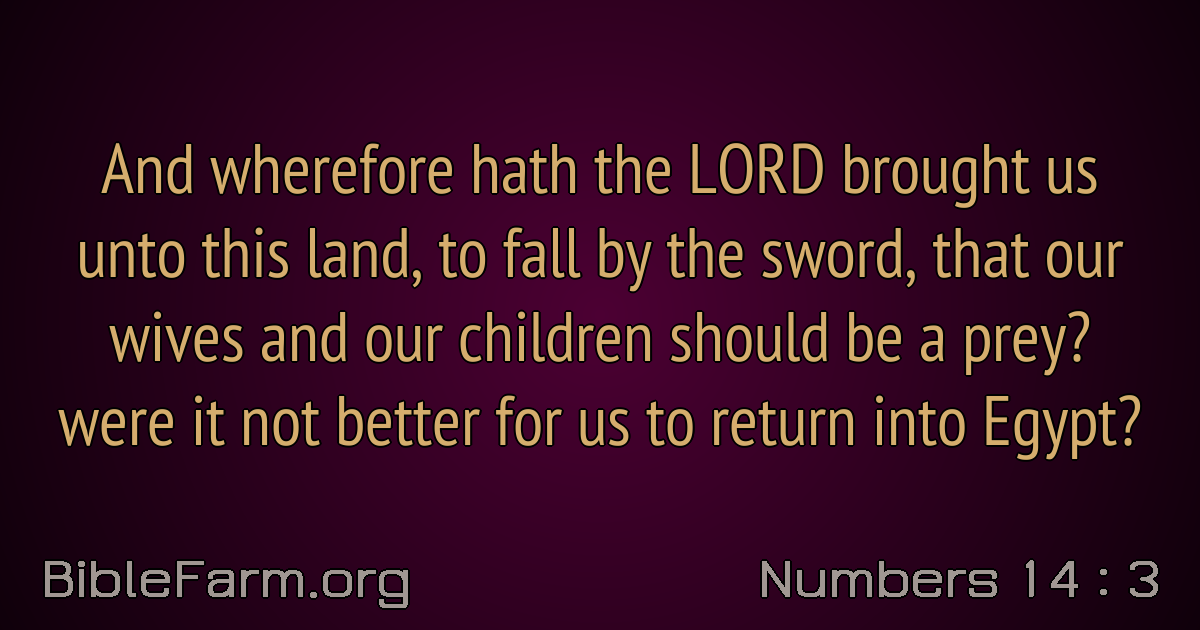 And wherefore hath the LORD brought us
unto this land, to fall by the sword, that our
wives and our children should be a prey?
were it not better for us to return into Egypt?
BibleFarm.org
Numbers 14 : 3